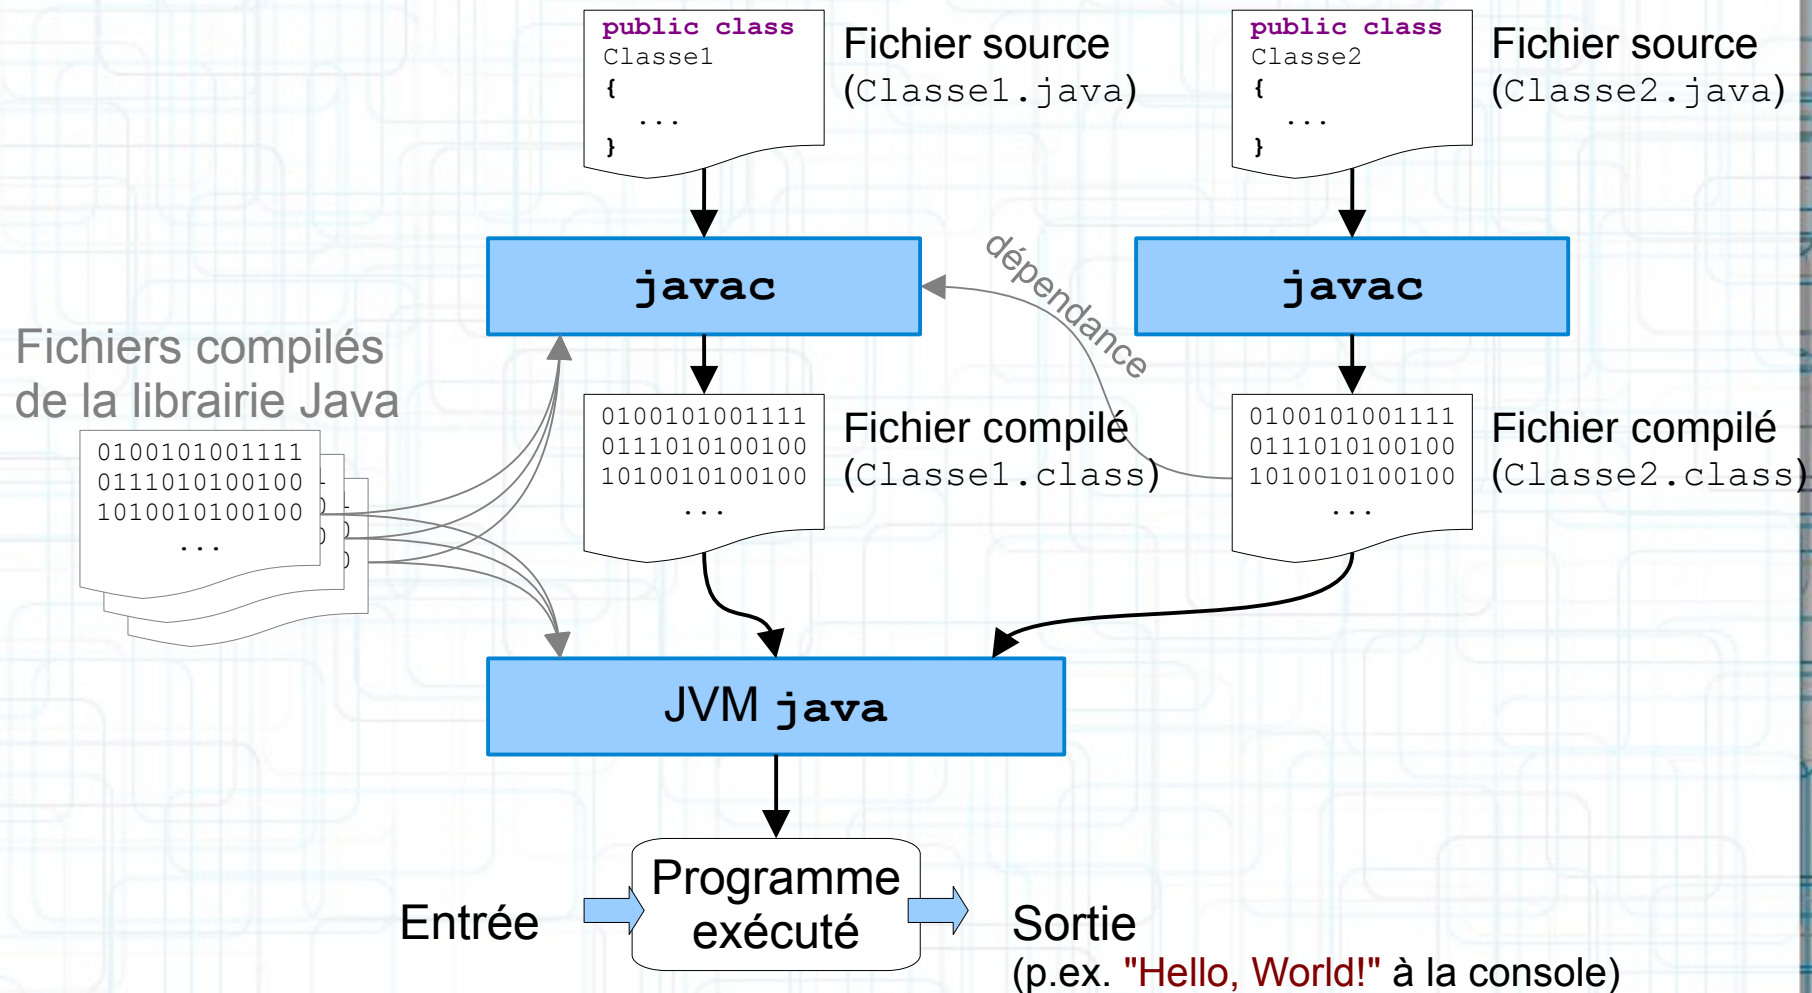 public class
Classe1
{
...
}
Fichier source
(Classe1.java)
public class
Classe2
{
...
}
Fichier source
(Classe2.java)
javac
dépendance
javac
Fichiers compilés
de la librairie Java
0100101001111
0111010100100
1010010100100
...
0100101001111
0111010100100
1010010100100
...
Fichier compilé
(Classe1.class)
0100101001111
0111010100100
1010010100100
...
Fichier compilé
(Classe2.class)
JVM java
Entrée
Programme
exécuté
Sortie
(p.ex. "Hello, World!" à la console)